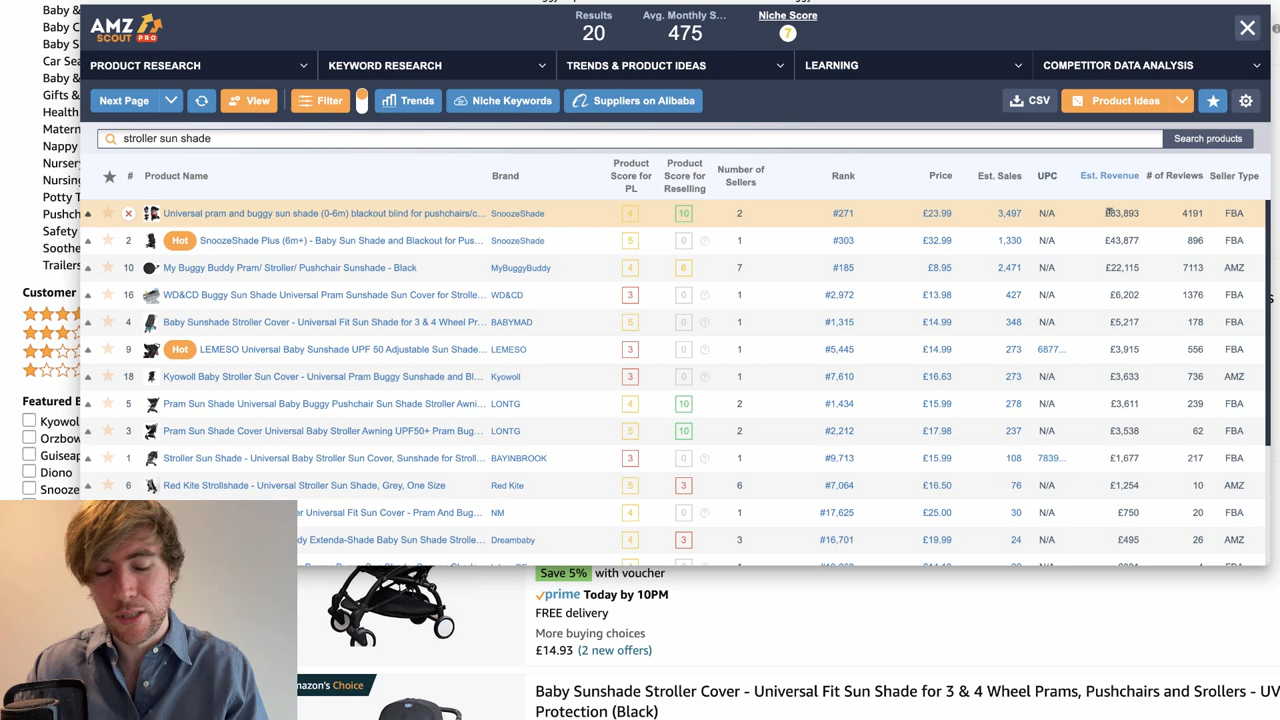 Baby &
Baby C
Baby S
Car Sea
Baby &
Gifts &
Health
Matern
Nappy
Nursery
Nursing
Potty T
Pushch
Safety
Soothe
Trailers
Customer
Featured B
Kyowoll
Orzbow
Guiseap
Diono
Snooze
AMZ
SCOUT PRO
Results
20
Avg. Monthly S...
475
Niche Score
7
PRODUCT RESEARCH
KEYWORD RESEARCH
TRENDS & PRODUCT IDEAS
LEARNING
COMPETITOR DATA ANALYSIS
Next Page
View
Filter
Trends
Niche Keywords
Suppliers on Alibaba
CSV
Product Ideas
stroller sun shade
Search products
# Product Name Brand Product Score for PL Product Score for Reselling Number of Sellers Rank Price Est. Sales UPC Est. Revenue # of Reviews Seller Type
Universal pram and buggy sun shade (0-6m) blackout blind for pushchairs/c... SnoozeShade 4 10 2 #271 £23.99 3,497 N/A £83,893 4191 FBA
2 Hot SnoozeShade Plus (6m+) - Baby Sun Shade and Blackout for Pus... SnoozeShade 5 0 1 #303 £32.99 1,330 N/A £43,877 896 FBA
10 My Buggy Buddy Pram/ Stroller/ Pushchair Sunshade - Black MyBuggyBuddy 4 6 7 #185 £8.95 2,471 N/A £22,115 7113 AMZ
16 WD&CD Buggy Sun Shade Universal Pram Sunshade Sun Cover for Strolle... WD&CD 3 0 1 #2,972 £13.98 427 N/A £6,202 1376 FBA
4 Baby Sunshade Stroller Cover - Universal Fit Sun Shade for 3 & 4 Wheel Pr... BABYMAD 5 0 1 #1,315 £14.99 348 N/A £5,217 178 FBA
9 Hot LEMESO Universal Baby Sunshade UPF 50 Adjustable Sun Shade... LEMESO 3 0 1 #5,445 £14.99 273 6877... £3,915 556 FBA
18 Kyowoll Baby Stroller Sun Cover - Universal Pram Buggy Sunshade and Bl... Kyowoll 3 0 1 #7,610 £16.63 273 N/A £3,633 736 AMZ
5 Pram Sun Shade Universal Baby Buggy Pushchair Sun Shade Stroller Awni... LONTG 4 10 2 #1,434 £15.99 278 N/A £3,611 239 FBA
3 Pram Sun Shade Cover Universal Baby Stroller Awning UPF50+ Pram Bug... LONTG 5 10 2 #2,212 £17.98 237 N/A £3,538 62 FBA
1 Stroller Sun Shade - Universal Baby Stroller Sun Cover, Sunshade for Stroll... BAYINBROOK 3 0 1 #9,713 £15.99 108 7839... £1,677 217 FBA
6 Red Kite Strollshade - Universal Stroller Sun Shade, Grey, One Size Red Kite 5 3 6 #7,064 £16.50 76 N/A £1,254 10 AMZ
er Universal Fit Sun Cover - Pram And Bug... NM 4 0 1 #17,625 £25.00 30 N/A £750 20 FBA
dy Extenda-Shade Baby Sun Shade Strolle... Dreambaby 4 3 3 #16,701 £19.99 24 N/A £495 26 AMZ
Save 5% with voucher
prime Today by 10PM
FREE delivery
More buying choices
£14.93 (2 new offers)
mazon's Choice
Baby Sunshade Stroller Cover - Universal Fit Sun Shade for 3 & 4 Wheel Prams, Pushchairs and Srollers - UV
Protection (Black)